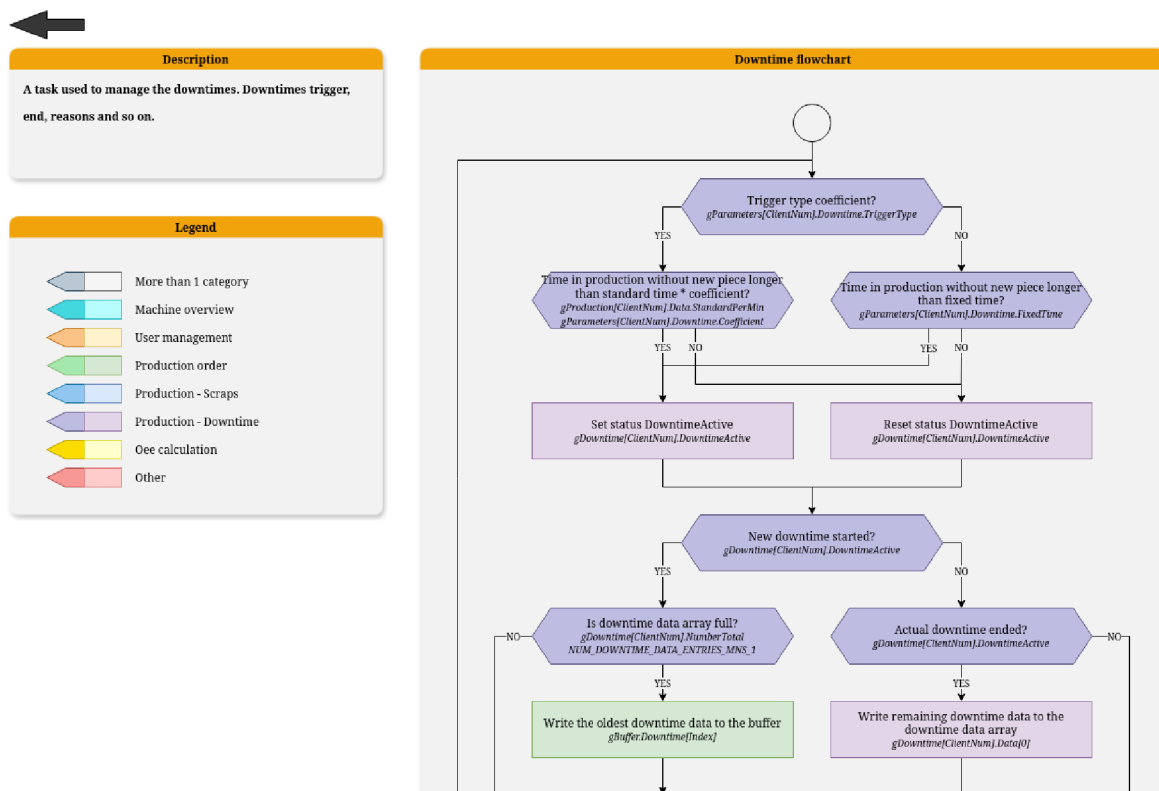 Description
A task used to manage the downtimes. Downtimes trigger,
end, reasons and so on.
Legend
More than 1 category
Machine overview
User management
Production order
Production - Scraps
Production - Downtime
Oee calculation
Other
Downtime flowchart
Trigger type coefficient?
gParameters[ClientNum].Downtime.TriggerType
YES
NO
Time in production without new piece longer
than standard time * coefficient?
gProduction[ClientNum].Data.StandardPerMin
gParameters[ClientNum].Downtime.Coefficient
Time in production without new piece longer
than fixed time?
gParameters[ClientNum].Downtime.FixedTime
YES
NO
YES
NO
Set status DowntimeActive
gDowntime[ClientNum].DowntimeActive
Reset status DowntimeActive
gDowntime[ClientNum].DowntimeActive
New downtime started?
gDowntime[ClientNum].DowntimeActive
YES
NO
NO
Is downtime data array full?
gDowntime[ClientNum].NumberTotal
NUM_DOWNTIME_DATA_ENTRIES_MNS_1
Actual downtime ended?
gDowntime[ClientNum].DowntimeActive
NO
YES
YES
Write the oldest downtime data to the buffer
gBuffer.Downtime[Index]
Write remaining downtime data to the
downtime data array
gDowntime[ClientNum].Data[0]